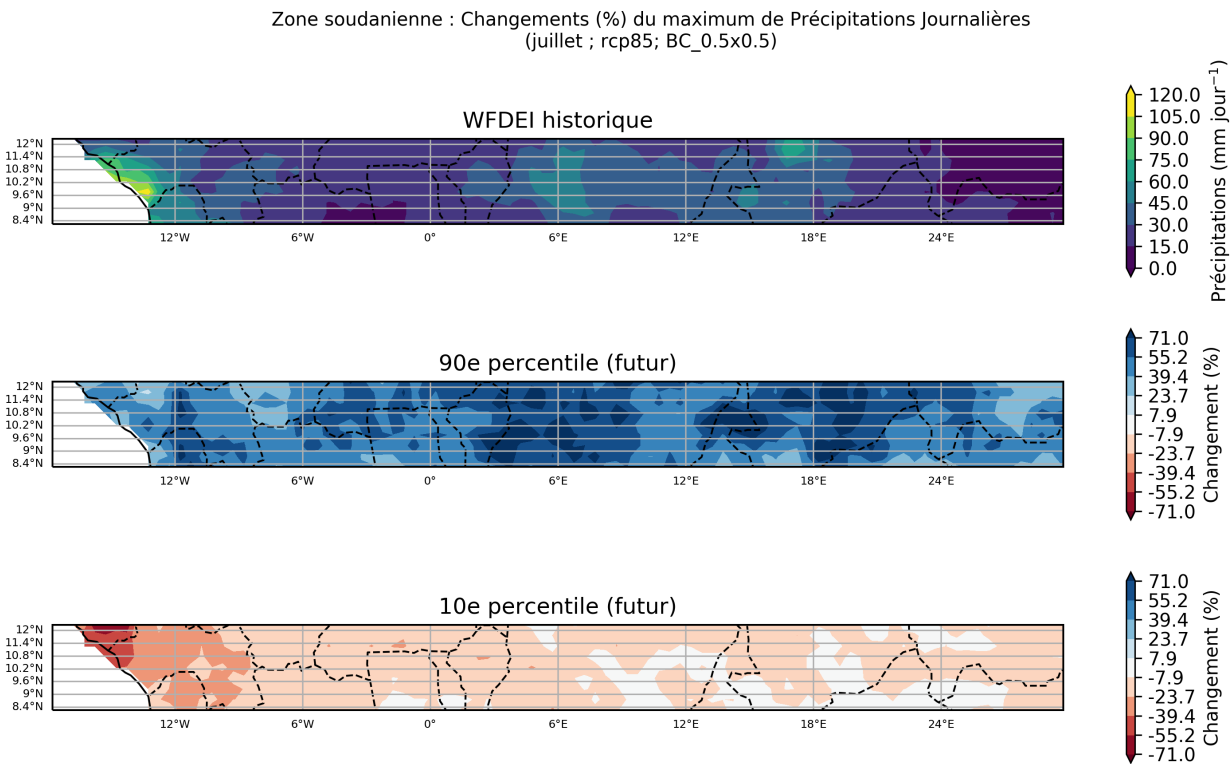 Zone soudanienne : Changements (%) du maximum de Précipitations Journalières
(juillet ; rcp85; BC_0.5x0.5)
WFDEI historique
12°N
11.4°N
10.8°N
10.2°N
9.6°N
9°N
8.4°N
12°W 6°W 0° 6°E 12°E 18°E 24°E
120.0
105.0
90.0
75.0
60.0
45.0
30.0
15.0
0.0
Précipitations (mm jour⁻¹)
90e percentile (futur)
12°N
11.4°N
10.8°N
10.2°N
9.6°N
9°N
8.4°N
12°W 6°W 0° 6°E 12°E 18°E 24°E
71.0
55.2
39.4
23.7
7.9
-7.9
-23.7
-39.4
-55.2
-71.0
Changement (%)
10e percentile (futur)
12°N
11.4°N
10.8°N
10.2°N
9.6°N
9°N
8.4°N
12°W 6°W 0° 6°E 12°E 18°E 24°E
71.0
55.2
39.4
23.7
7.9
-7.9
-23.7
-39.4
-55.2
-71.0
Changement (%)